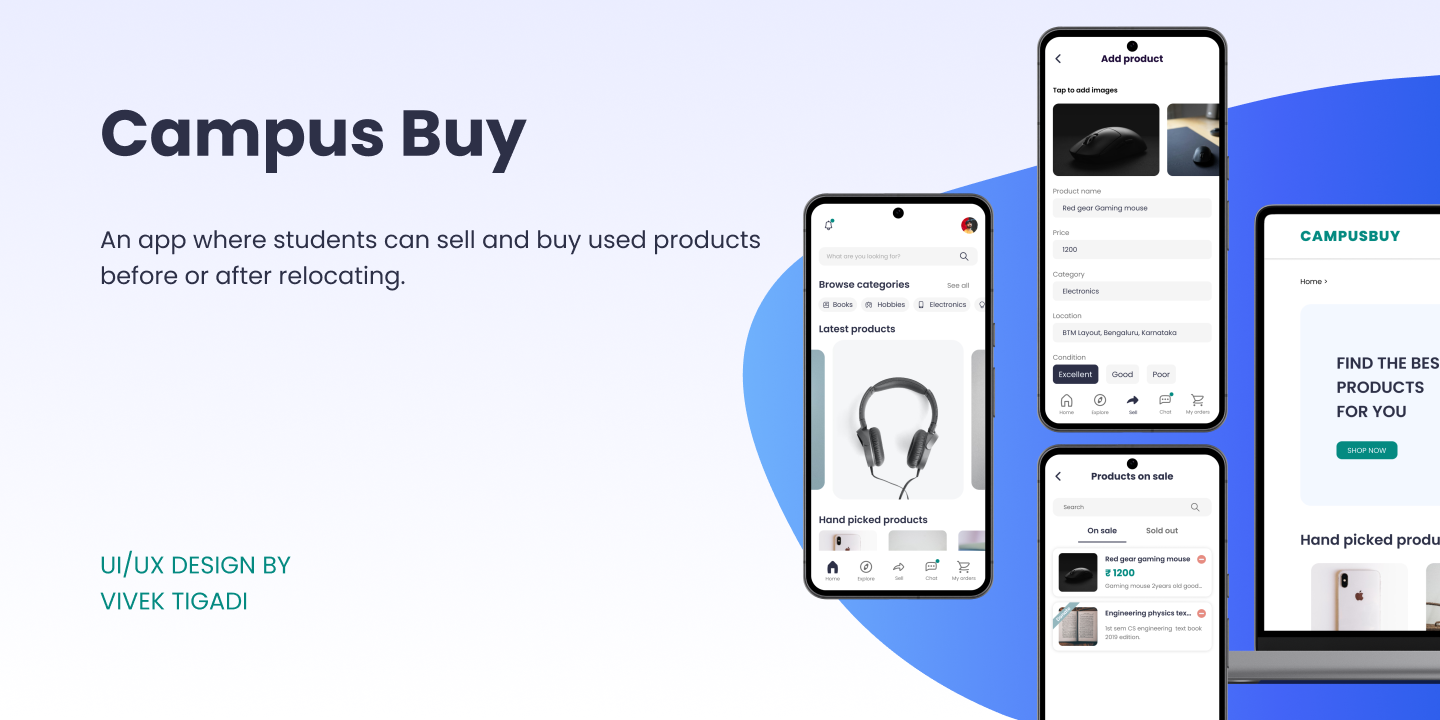 Campus Buy
An app where students can sell and buy used products
before or after relocating.
UI/UX DESIGN BY
VIVEK TIGADI
What are you looking for?
Browse categories
See all
Books
Hobbies
Electronics
Latest products
Hand picked products
Home
Explore
Sell
Chat
My orders
Add product
Tap to add images
Product name
Red gear Gaming mouse
Price
1200
Category
Electronics
Location
BTM Layout, Bengaluru, Karnataka
Condition
Excellent
Good
Poor
Home
Explore
Sell
Chat
My orders
Products on sale
Search
On sale
Sold out
Red gear gaming mouse
₹ 1200
Gaming mouse 2years old good...
Engineering physics tex...
1st sem CS engineering text book
2019 edition.
CAMPUSBUY
Home ›
FIND THE BES
PRODUCTS
FOR YOU
SHOP NOW
Hand picked produ